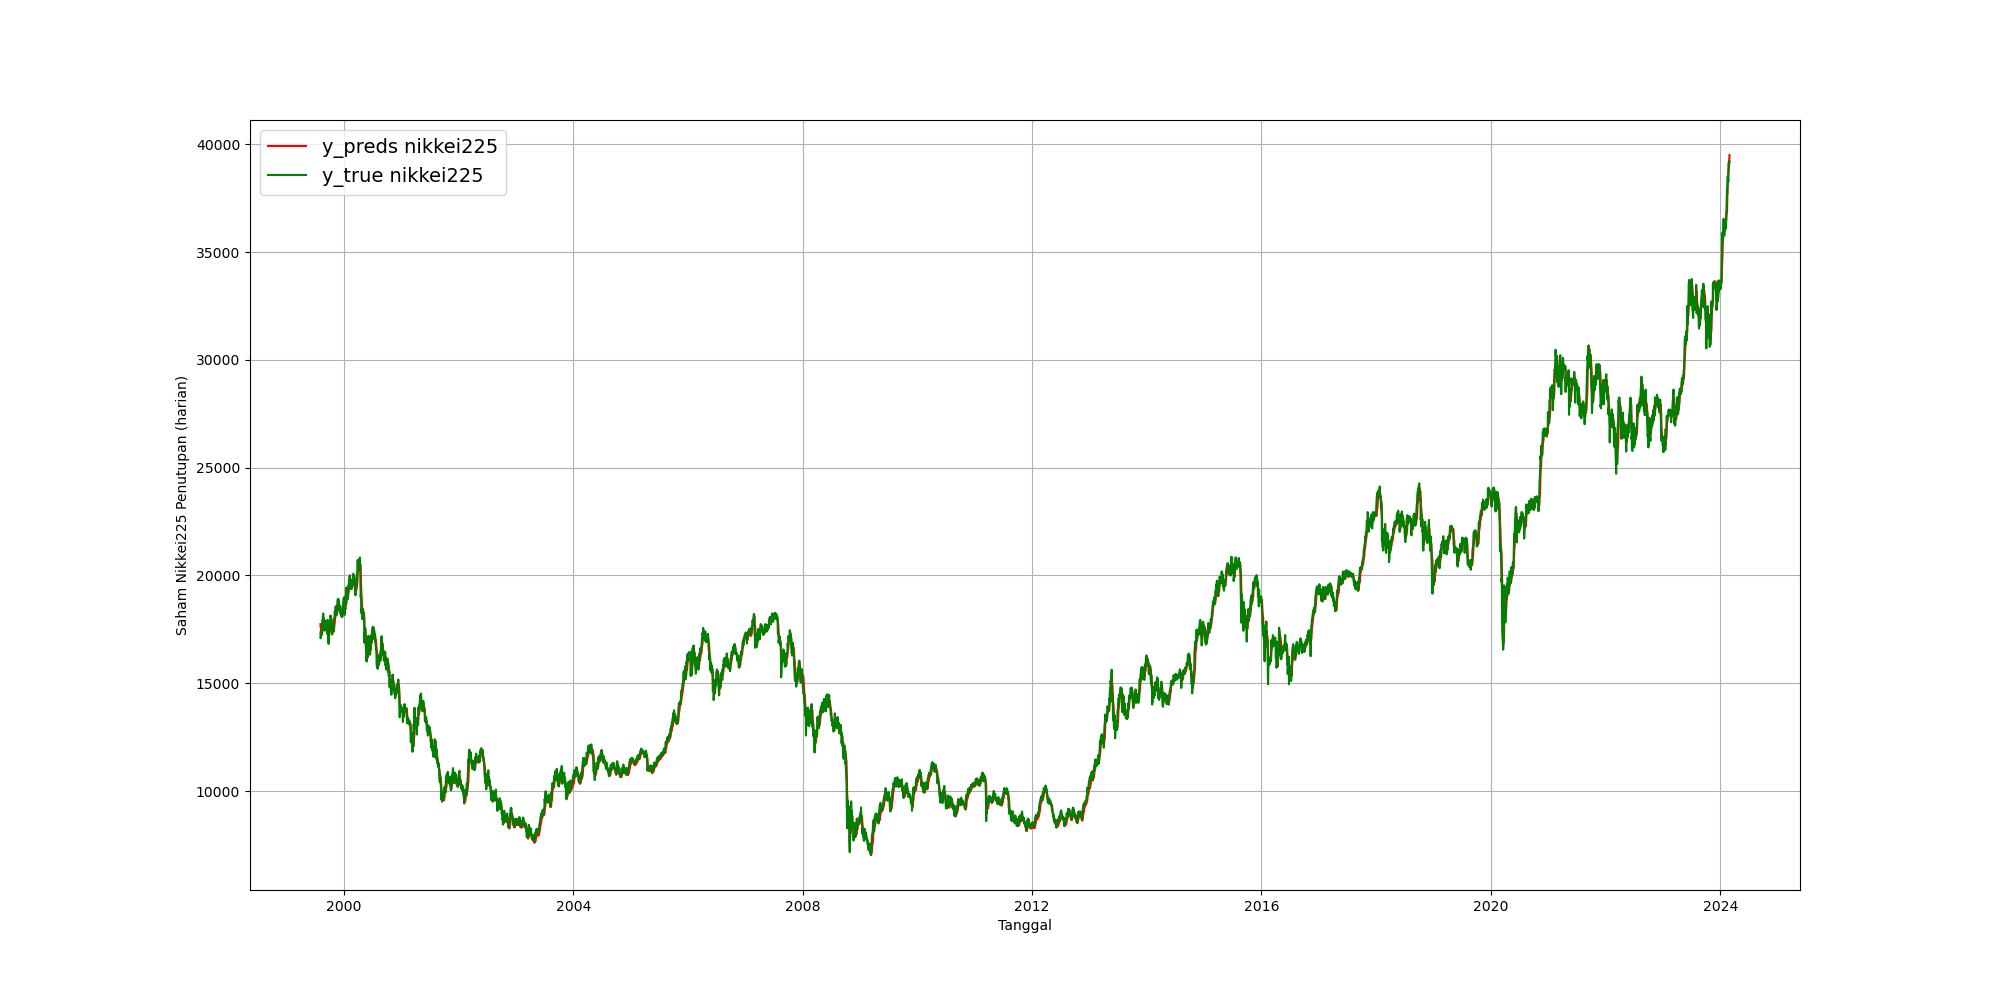 y_preds nikkei225
y_true nikkei225
40000
35000
30000
25000
20000
15000
10000
Saham Nikkei225 Penutupan (harian)
2000 2004 2008 2012 2016 2020 2024
Tanggal